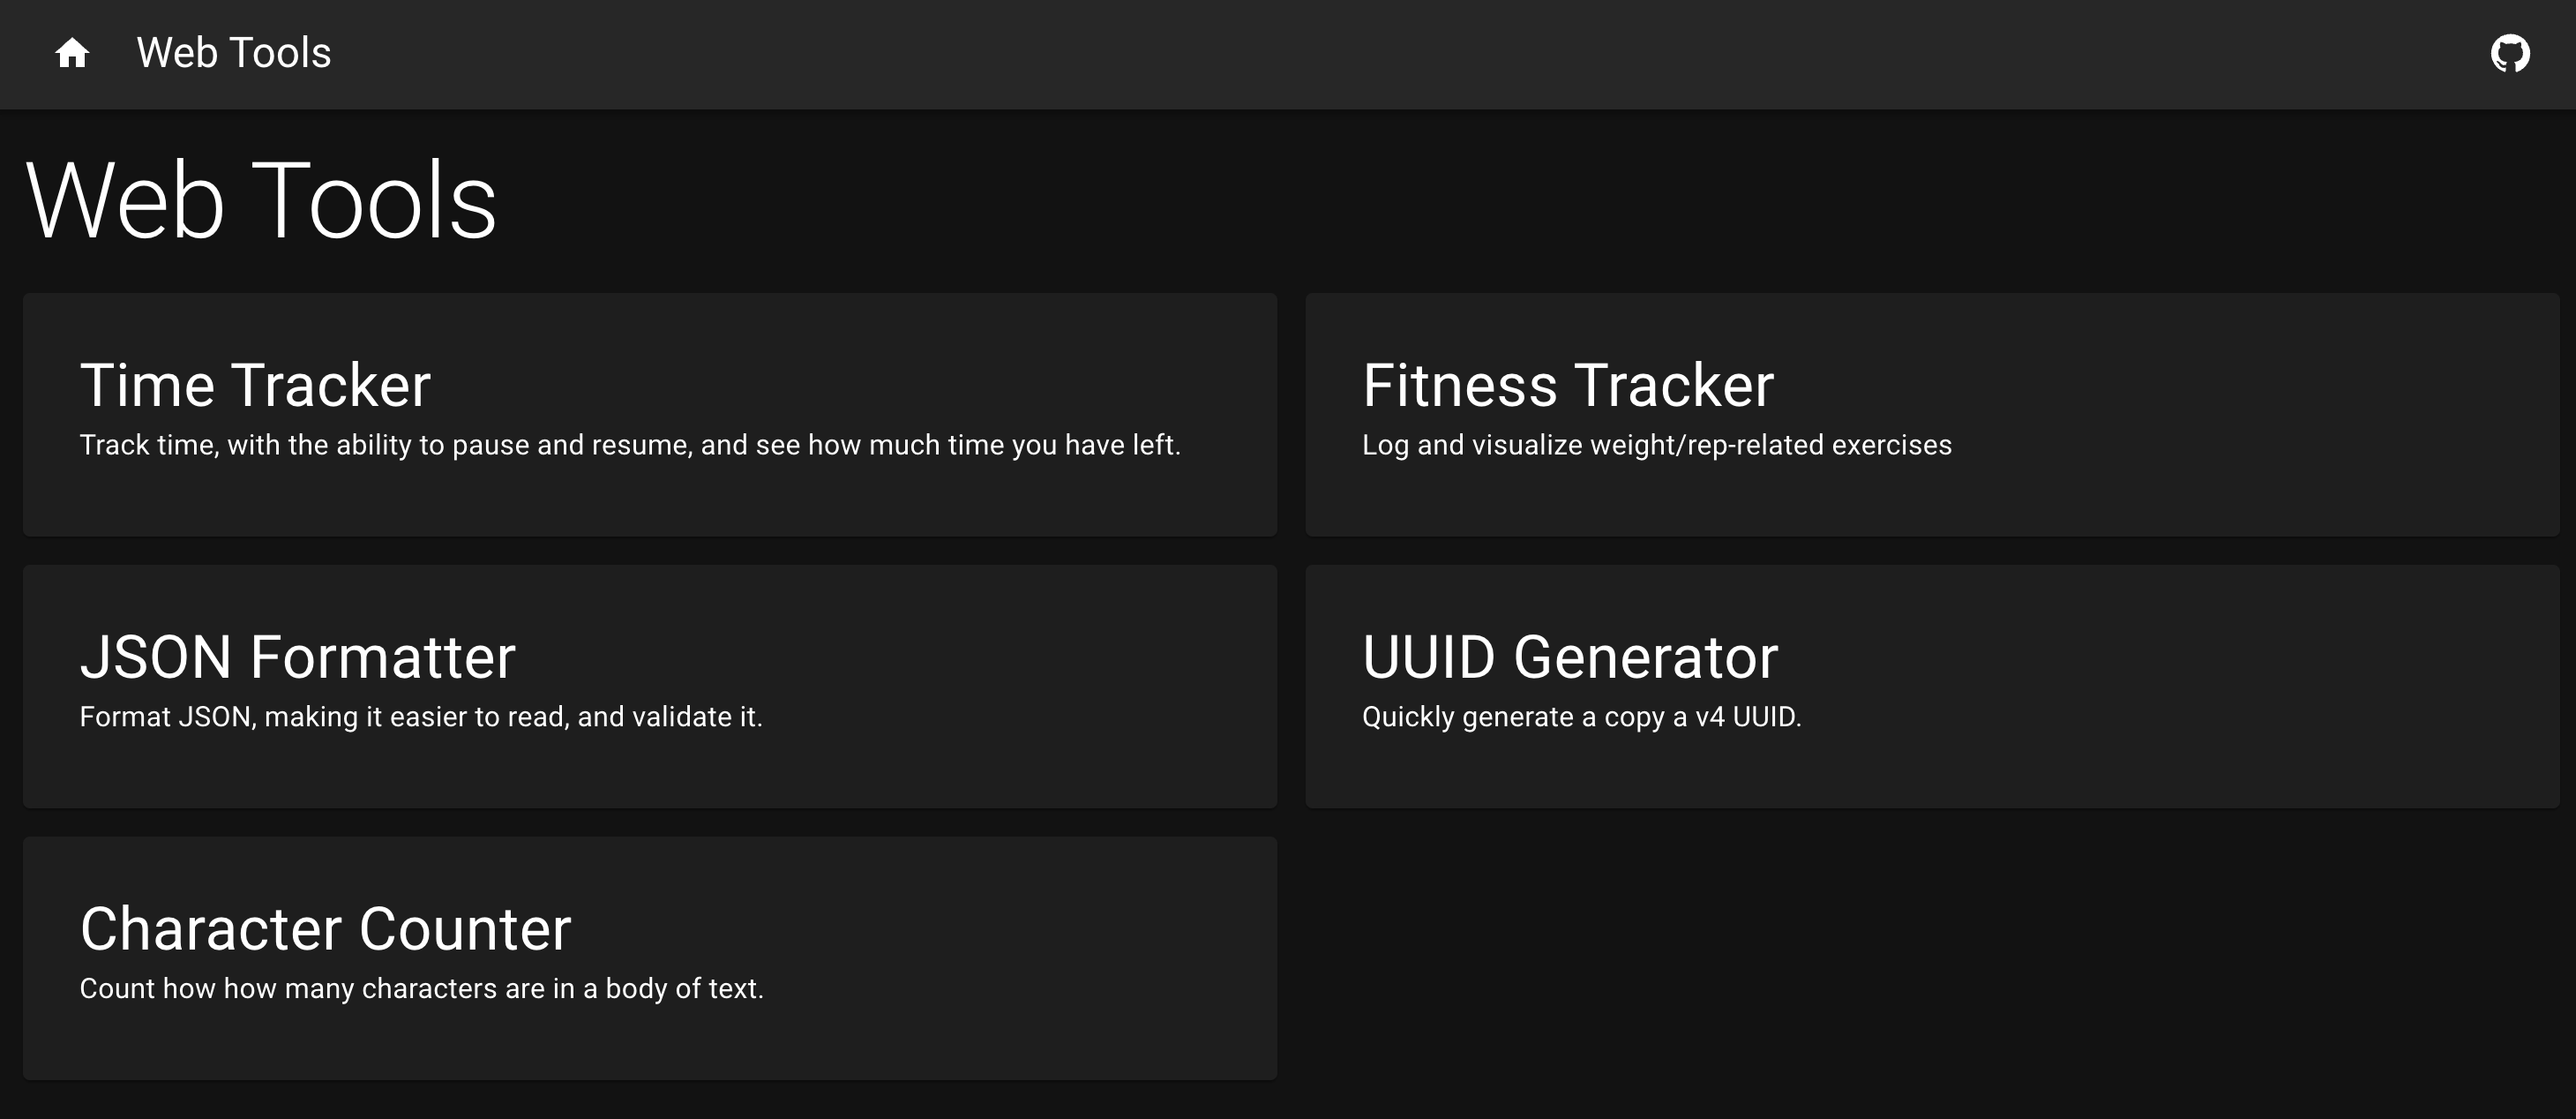 Web Tools
Web Tools
Time Tracker
Track time, with the ability to pause and resume, and see how much time you have left.
Fitness Tracker
Log and visualize weight/rep-related exercises
JSON Formatter
Format JSON, making it easier to read, and validate it.
UUID Generator
Quickly generate a copy a v4 UUID.
Character Counter
Count how how many characters are in a body of text.